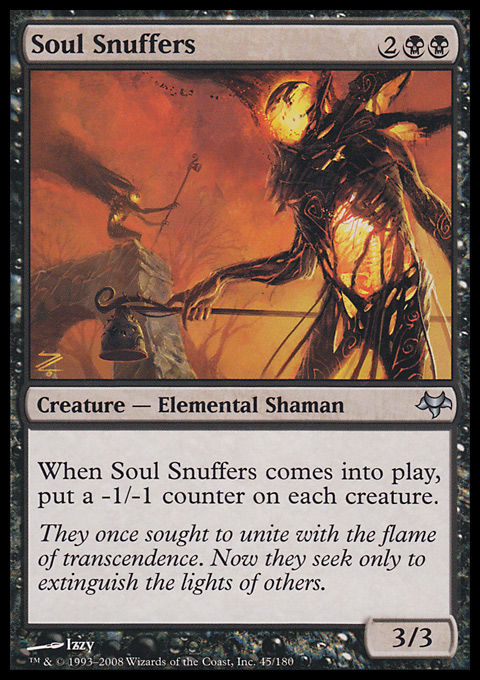 Soul Snuffers 2
Creature — Elemental Shaman
When Soul Snuffers comes into play,
put a -1/-1 counter on each creature.
They once sought to unite with the flame
of transcendence. Now they seek only to
extinguish the lights of others.
Izzy
3/3
™ & © 1993–2008 Wizards of the Coast, Inc. 45/180